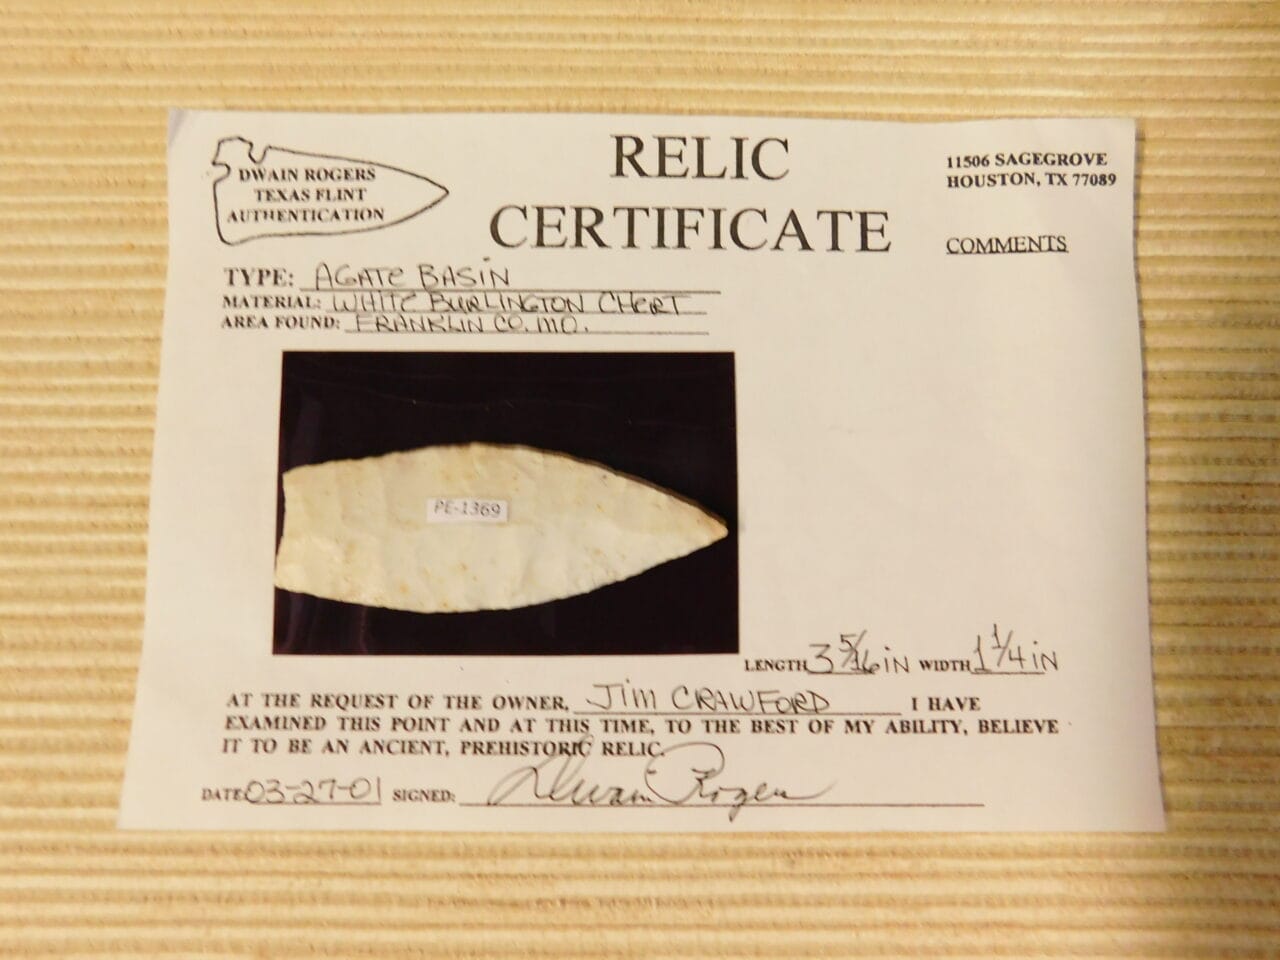 DWAIN ROGERS
TEXAS FLINT
AUTHENTICATION
RELIC
CERTIFICATE
11506 SAGEGROVE
HOUSTON, TX 77089
COMMENTS
TYPE: AGATE BASIN
MATERIAL: WHITE BURLINGTON CHERT
AREA FOUND: FRANKLIN CO. MO.
PE-1369
LENGTH 3 5/16 IN WIDTH 1 1/4 IN
AT THE REQUEST OF THE OWNER, JIM CRAWFORD I HAVE
EXAMINED THIS POINT AND AT THIS TIME, TO THE BEST OF MY ABILITY, BELIEVE
IT TO BE AN ANCIENT, PREHISTORIC RELIC.
DATE 03-27-01 SIGNED: Dwain Rogers